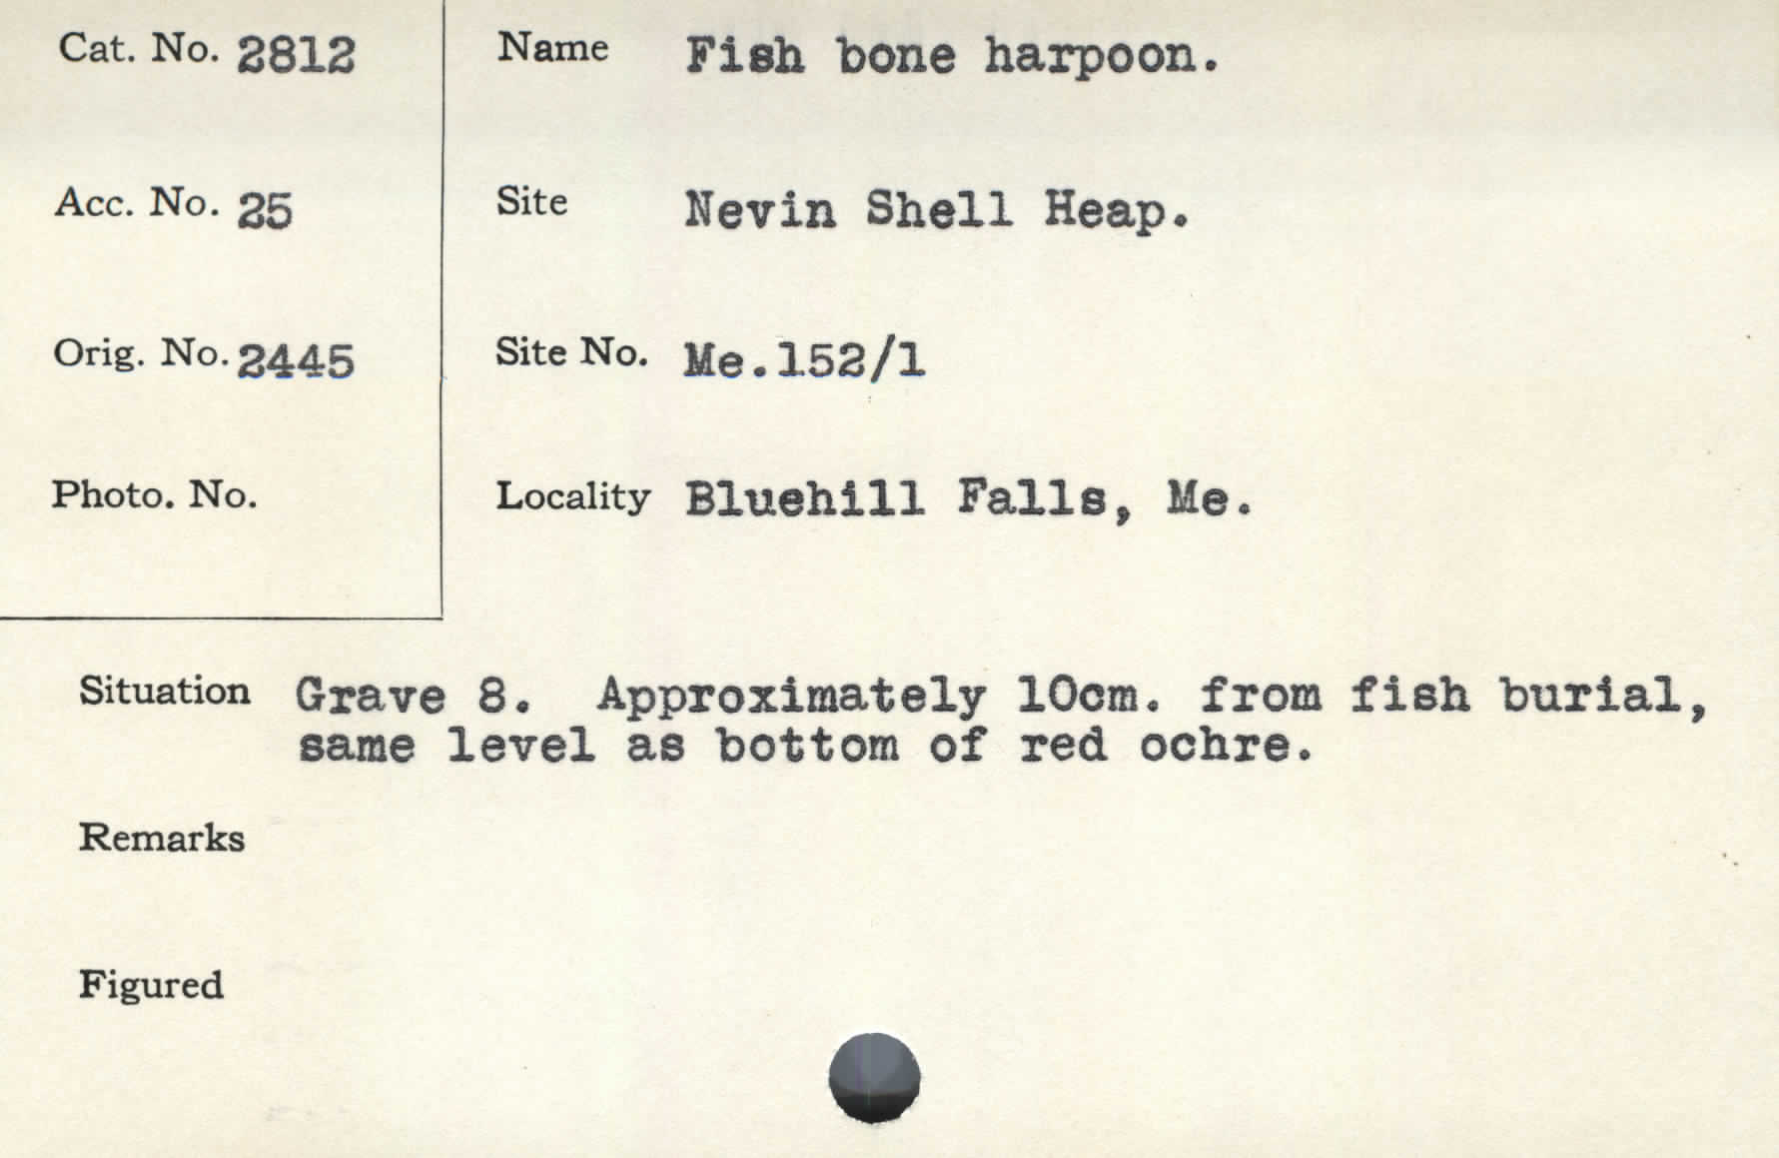 Cat. No. 2812
Name Fish bone harpoon.
Acc. No. 25
Site Nevin Shell Heap.
Orig. No. 2445
Site No. Me.152/1
Photo. No.
Locality Bluehill Falls, Me.
Situation Grave 8. Approximately 10cm. from fish burial,
same level as bottom of red ochre.
Remarks
Figured